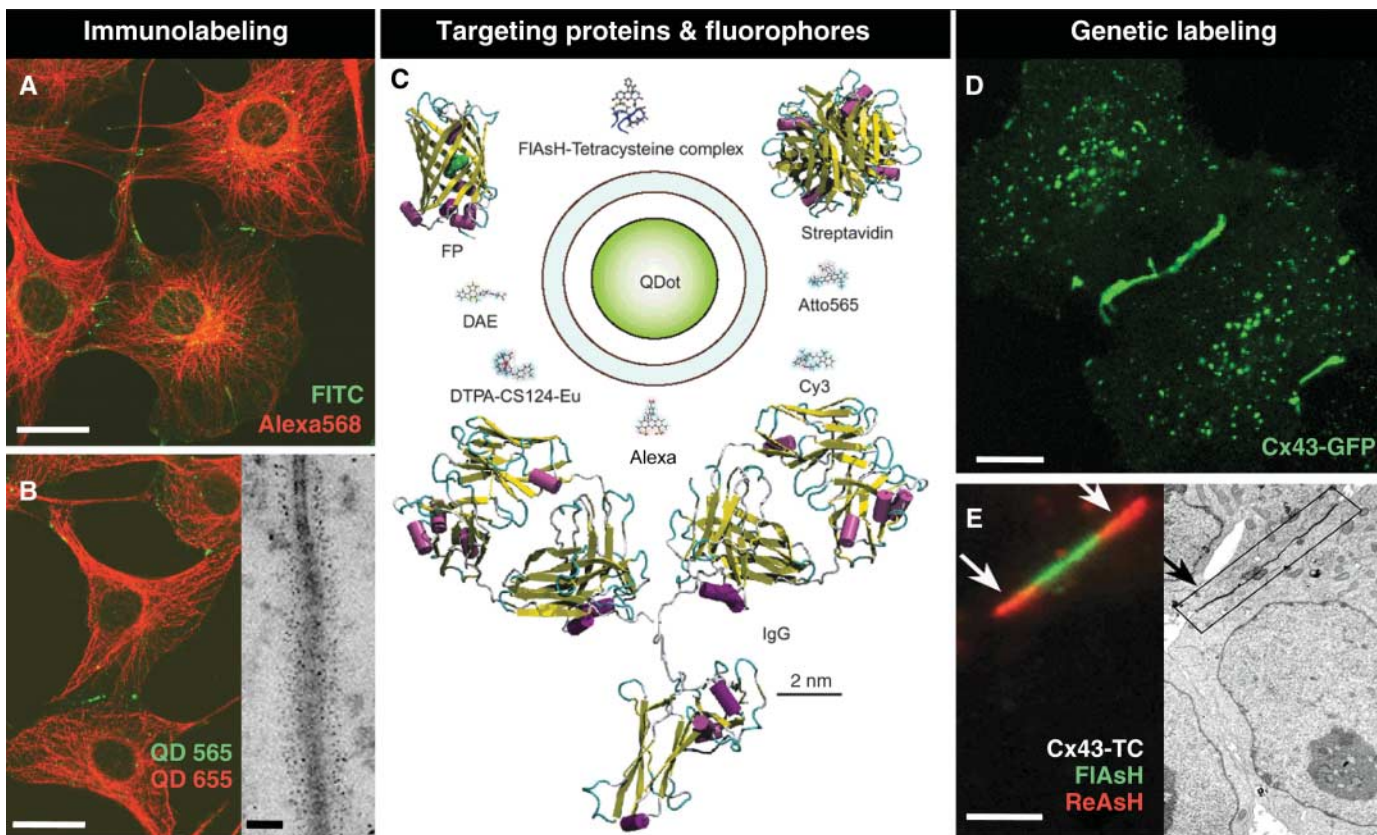 Immunolabeling
Targeting proteins & fluorophores
Genetic labeling
A
FITC
Alexa568
B
QD 565
QD 655
C
FlAsH-Tetracysteine complex
FP
Streptavidin
QDot
DAE
Atto565
DTPA-CS124-Eu
Cy3
Alexa
IgG
2 nm
D
Cx43-GFP
E
Cx43-TC
FlAsH
ReAsH